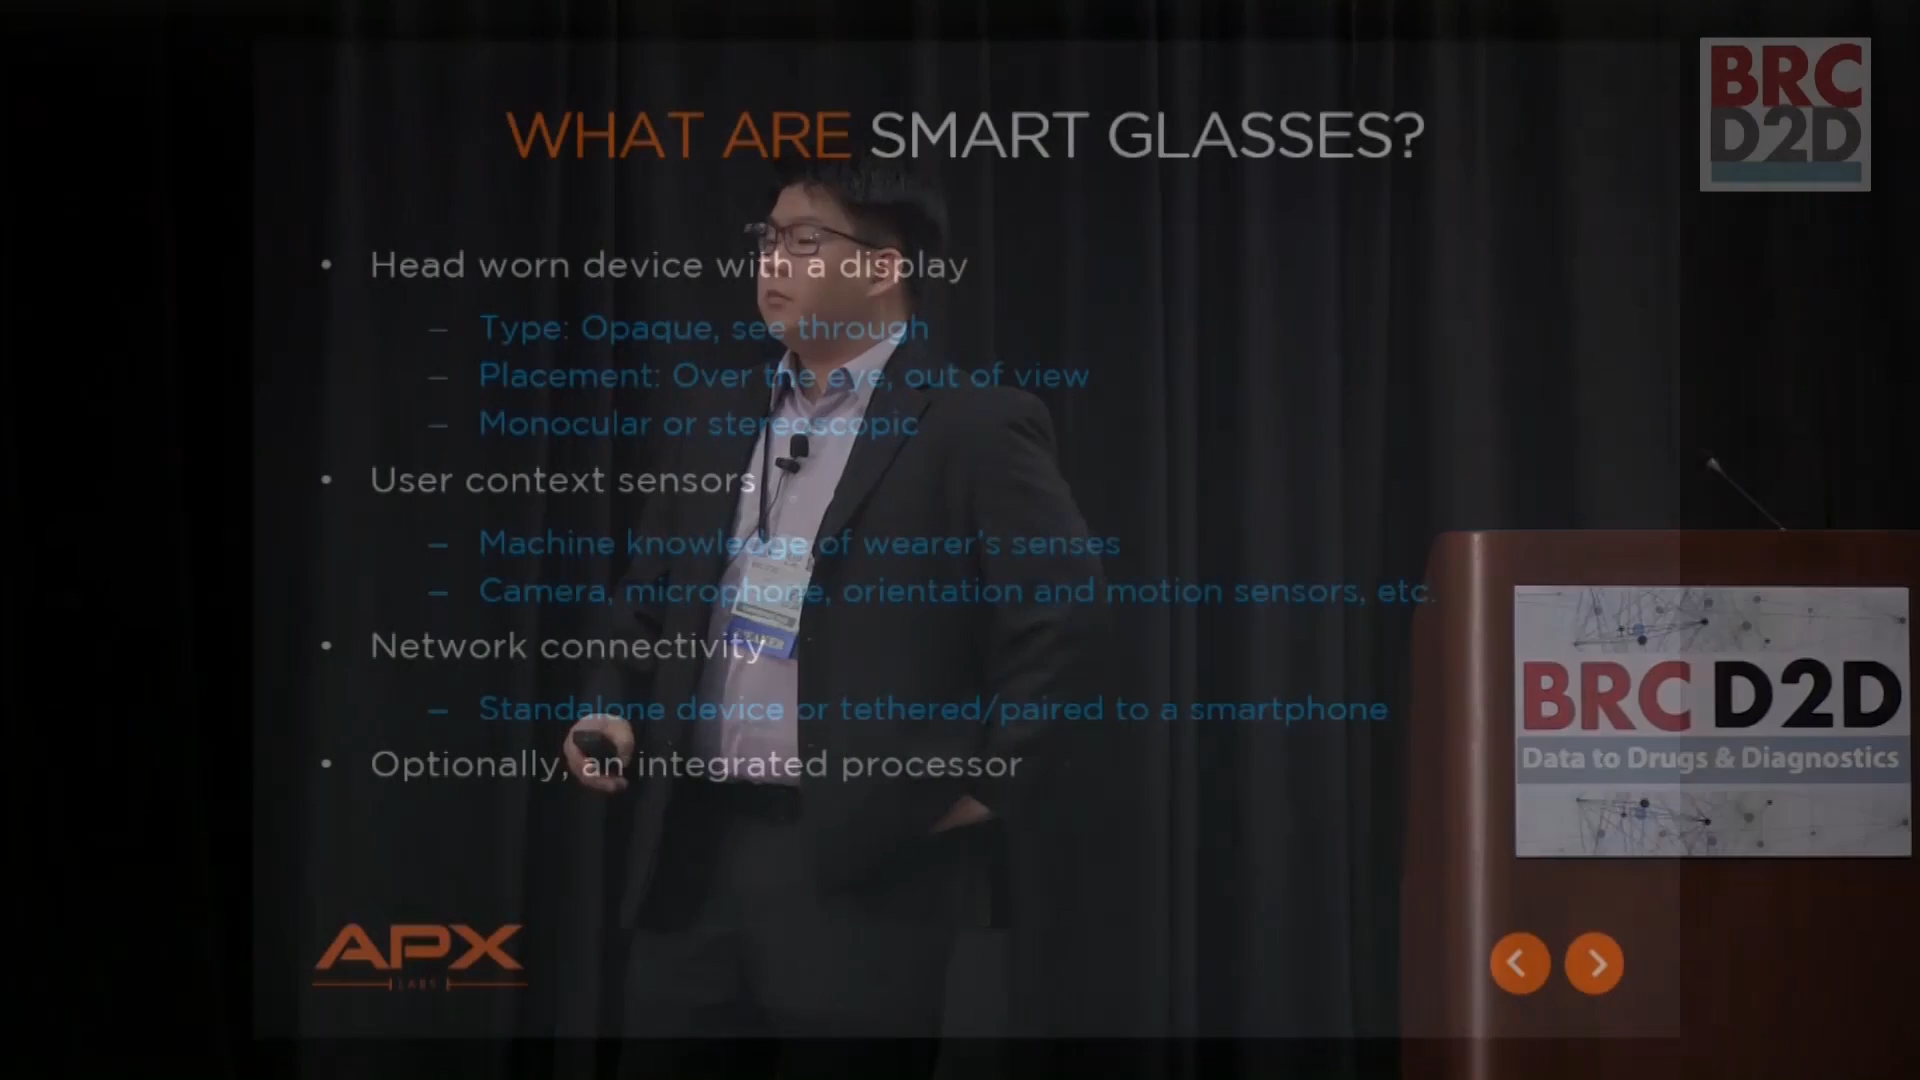 BRC
D2D
WHAT ARE SMART GLASSES?
• Head worn device with a display
– Type: Opaque, see through
– Placement: Over the eye, out of view
– Monocular or stereoscopic
• User context sensors
– Machine knowledge of wearer's senses
– Camera, microphone, orientation and motion sensors, etc.
• Network connectivity
– Standalone device or tethered/paired to a smartphone
• Optionally, an integrated processor
APX
LABS
BRC D2D
Data to Drugs & Diagnostics
SPEAKER